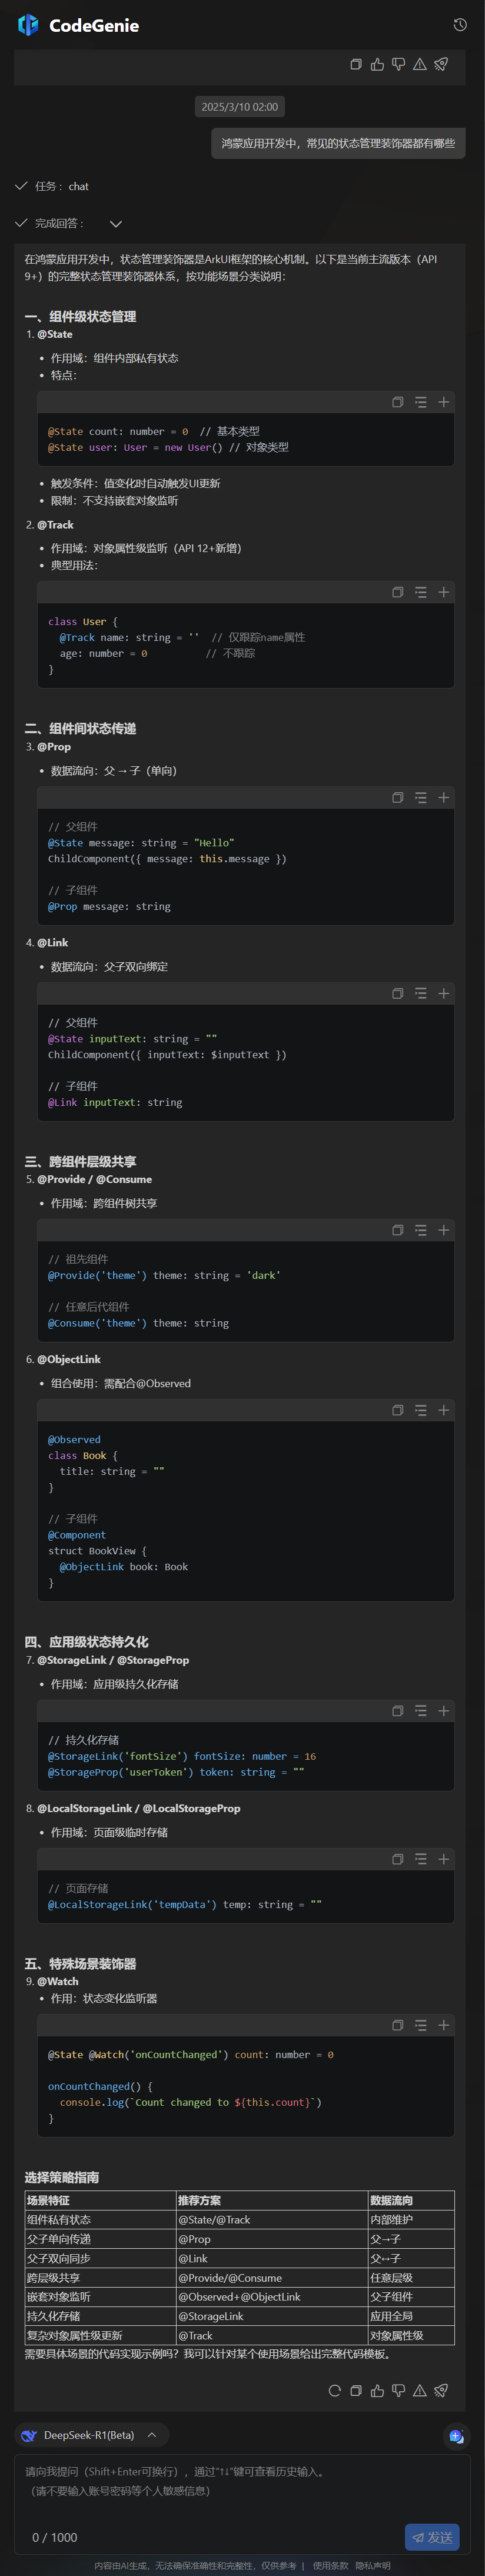 CodeGenie
2025/3/10 02:00
鸿蒙应用开发中，常见的状态管理装饰器都有哪些
任务： chat
完成回答：
在鸿蒙应用开发中，状态管理装饰器是ArkUI框架的核心机制。以下是当前主流版本（API
9+）的完整状态管理装饰器体系，按功能场景分类说明：
一、组件级状态管理
1. @State
• 作用域：组件内部私有状态
• 特点：
@State count: number = 0  // 基本类型
@State user: User = new User() // 对象类型
• 触发条件：值变化时自动触发UI更新
• 限制：不支持嵌套对象监听
2. @Track
• 作用域：对象属性级监听（API 12+新增）
• 典型用法：
class User {
@Track name: string = ''  // 仅跟踪name属性
age: number = 0          // 不跟踪
}
二、组件间状态传递
3. @Prop
• 数据流向：父 → 子（单向）
// 父组件
@State message: string = "Hello"
ChildComponent({ message: this.message })
// 子组件
@Prop message: string
4. @Link
• 数据流向：父子双向绑定
// 父组件
@State inputText: string = ""
ChildComponent({ inputText: $inputText })
// 子组件
@Link inputText: string
三、跨组件层级共享
5. @Provide / @Consume
• 作用域：跨组件树共享
// 祖先组件
@Provide('theme') theme: string = 'dark'
// 任意后代组件
@Consume('theme') theme: string
6. @ObjectLink
• 组合使用：需配合@Observed
@Observed
class Book {
title: string = ""
}
// 子组件
@Component
struct BookView {
@ObjectLink book: Book
}
四、应用级状态持久化
7. @StorageLink / @StorageProp
• 作用域：应用级持久化存储
// 持久化存储
@StorageLink('fontSize') fontSize: number = 16
@StorageProp('userToken') token: string = ""
8. @LocalStorageLink / @LocalStorageProp
• 作用域：页面级临时存储
// 页面存储
@LocalStorageLink('tempData') temp: string = ""
五、特殊场景装饰器
9. @Watch
• 作用：状态变化监听器
@State @Watch('onCountChanged') count: number = 0
onCountChanged() {
console.log(`Count changed to ${this.count}`)
}
选择策略指南
场景特征 推荐方案 数据流向
组件私有状态 @State/@Track 内部维护
父子单向传递 @Prop 父→子
父子双向同步 @Link 父↔子
跨层级共享 @Provide/@Consume 任意层级
嵌套对象监听 @Observed+@ObjectLink 父子组件
持久化存储 @StorageLink 应用全局
复杂对象属性级更新 @Track 对象属性级
需要具体场景的代码实现示例吗？我可以针对某个使用场景给出完整代码模板。
DeepSeek-R1(Beta)
请向我提问（Shift+Enter可换行），通过“↑↓”键可查看历史输入。
（请不要输入账号密码等个人敏感信息）
0 / 1000
发送
内容由AI生成，无法确保准确性和完整性，仅供参考 | 使用条款 隐私声明